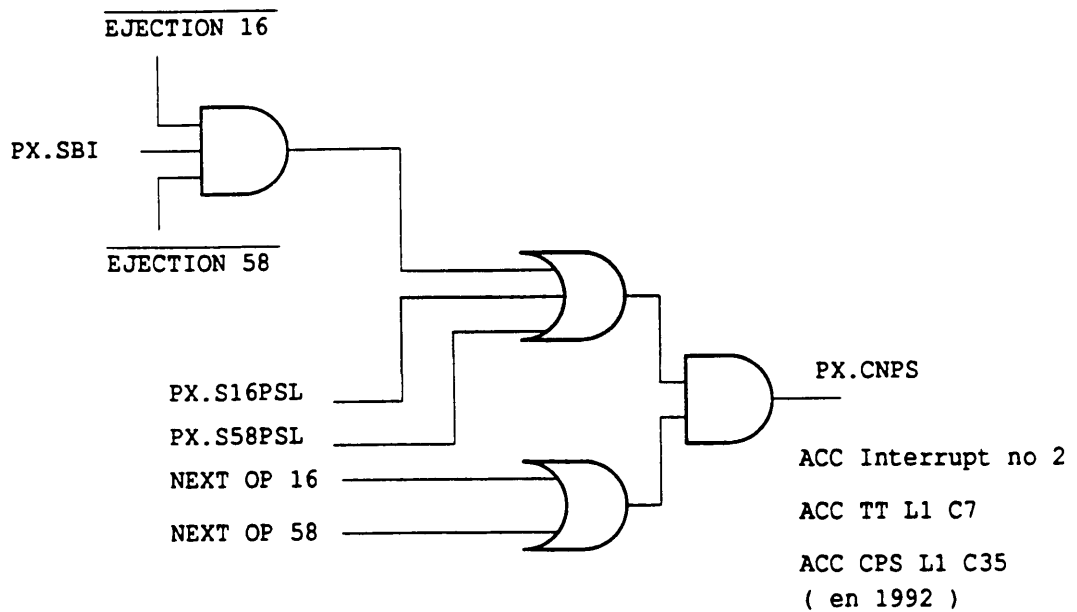 EJECTION 16
PX.SBI
EJECTION 58
PX.S16PSL
PX.S58PSL
NEXT OP 16
NEXT OP 58
PX.CNPS
ACC Interrupt no 2
ACC TT L1 C7
ACC CPS L1 C35
( en 1992 )